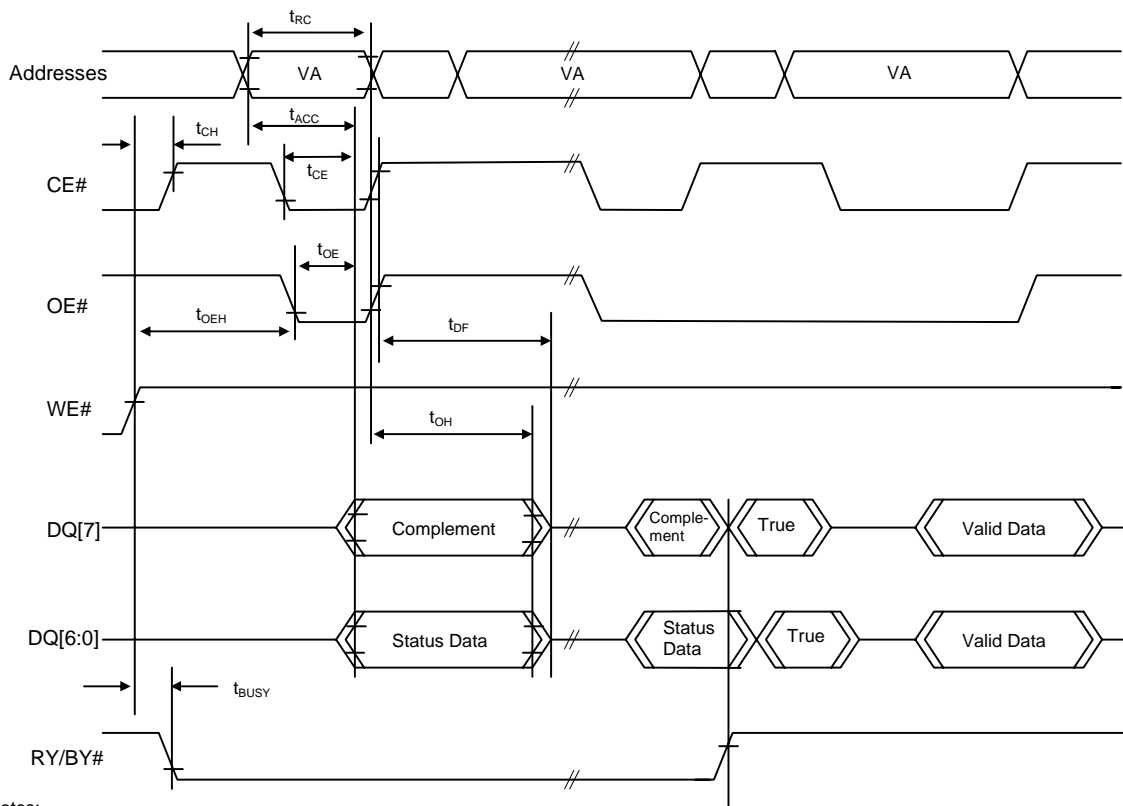 tRC
Addresses VA VA VA
tACC
tCH
tCE
CE#
tOE
OE#
tOEH
tDF
WE#
tOH
DQ[7] Complement Comple-
ment True Valid Data
DQ[6:0] Status Data Status
Data True Valid Data
tBUSY
RY/BY#